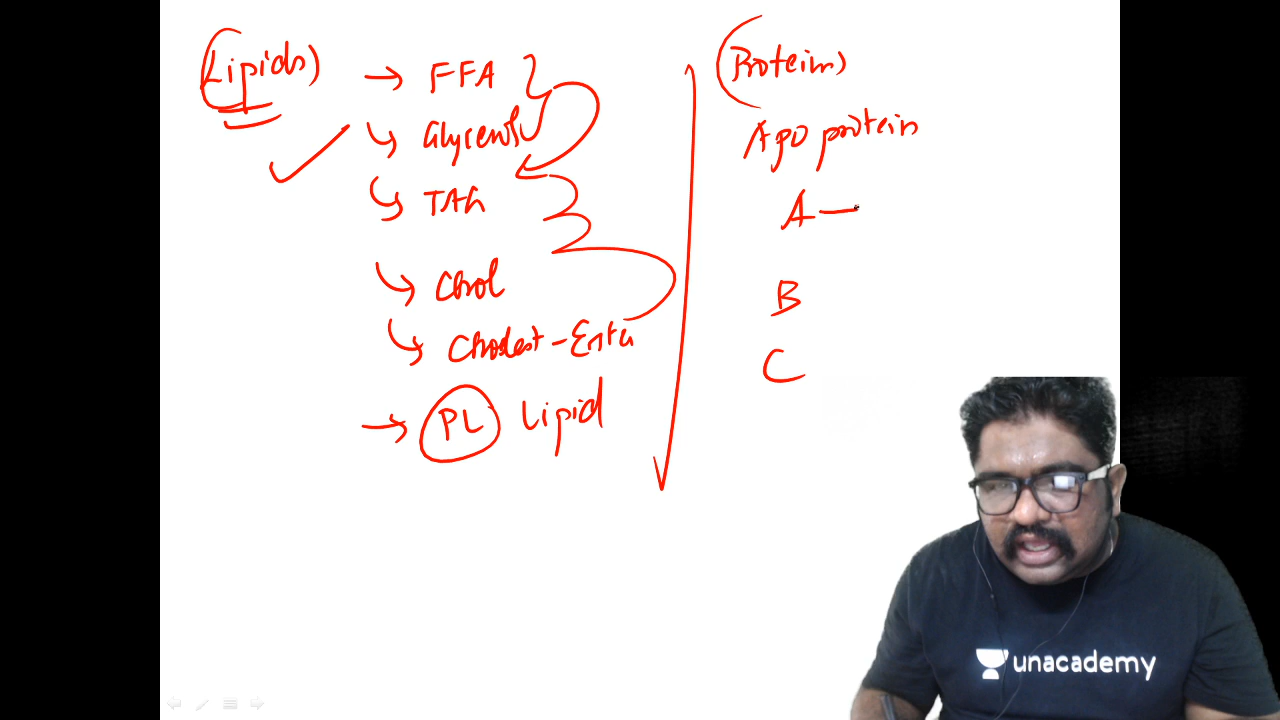 Lipids)
→ FFA
Glycerol
TAG
Chol
Cholest-Ester
→ PL Lipid
(Proteins)
Apo protein
A —
B
C
unacademy